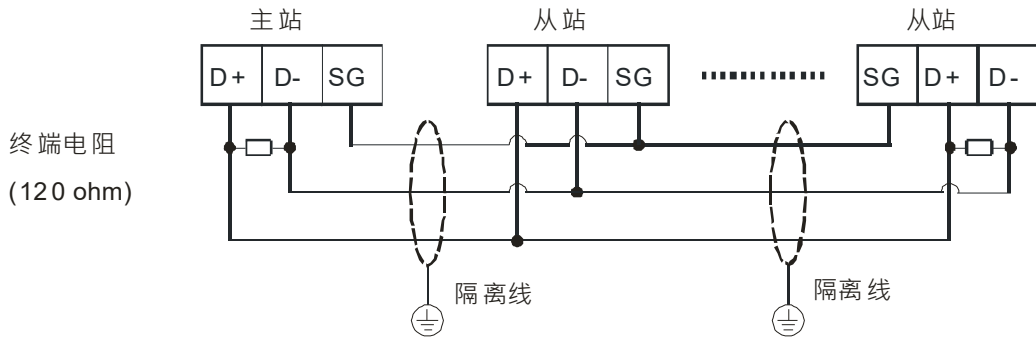 主站
从站
从站
D+ D- SG
D+ D- SG
SG D+ D-
终端电阻
(120 ohm)
隔离线
隔离线